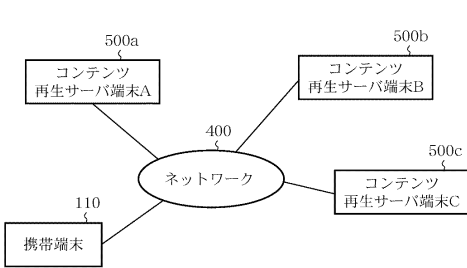 500a
コンテンツ
再生サーバ端末A
500b
コンテンツ
再生サーバ端末B
400
ネットワーク
500c
コンテンツ
再生サーバ端末C
110
携帯端末